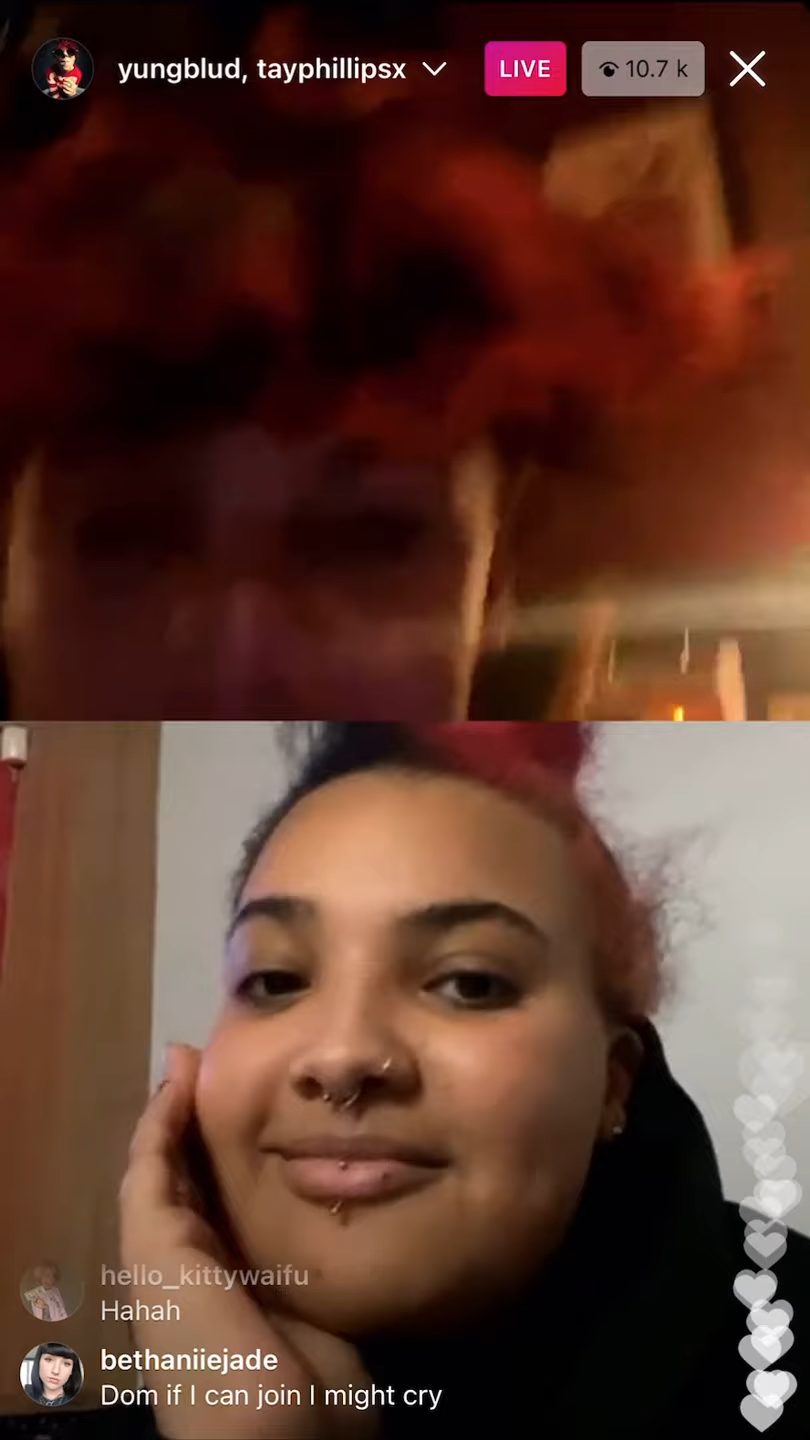 yungblud, tayphillipsx
LIVE
10.7 k
hello_kittywaifu
Hahah
bethaniiejade
Dom if I can join I might cry